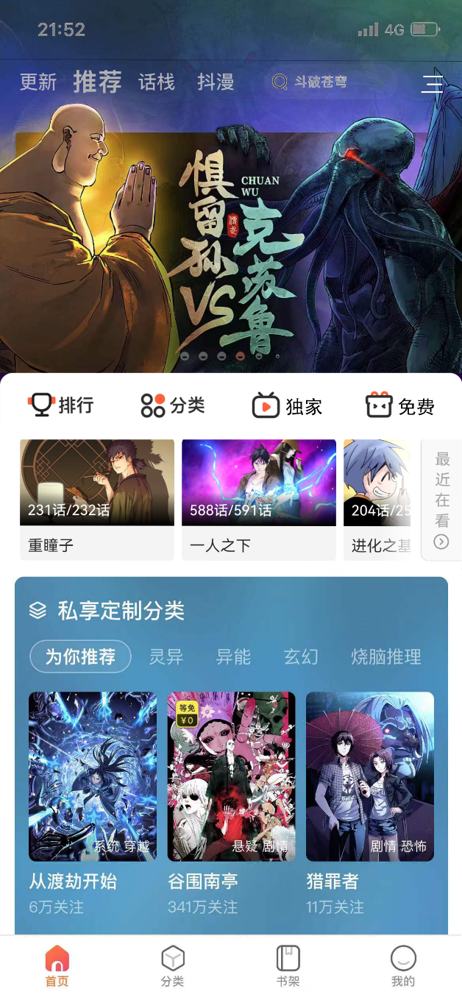 21:52
4G
更新 推荐 话栈 抖漫 斗破苍穹
惧留孙
CHUAN
WU
传武
克苏鲁
VS
排行 分类 独家 免费
231话/232话 588话/591话 204话/25
重瞳子 一人之下 进化之基
最近在看
私享定制分类
为你推荐 灵异 异能 玄幻 烧脑推理
等免
¥0
系统 穿越 悬疑 剧情 剧情 恐怖
从渡劫开始 谷围南亭 猎罪者
6万关注 341万关注 11万关注
首页 分类 书架 我的